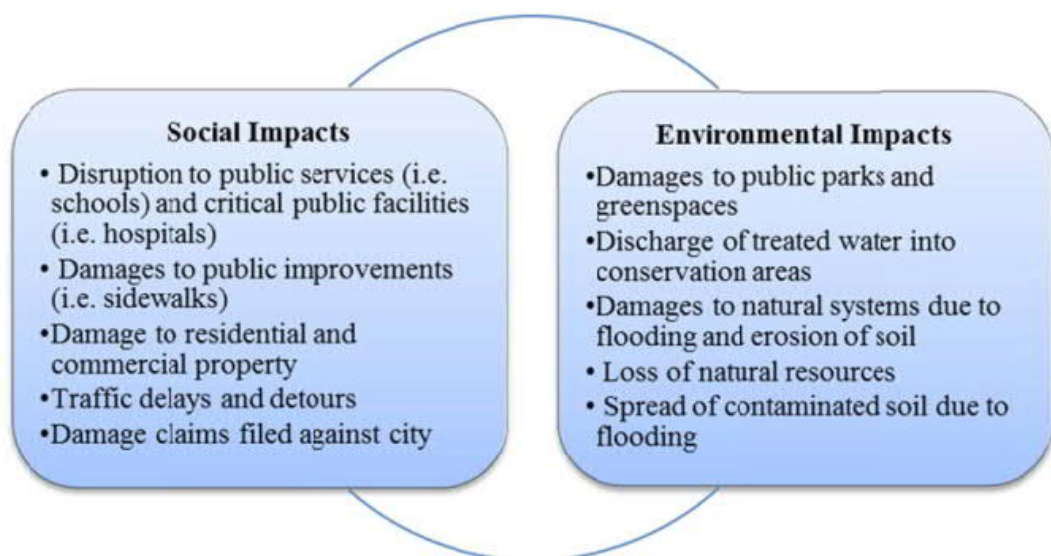 Social Impacts
• Disruption to public services (i.e.
schools) and critical public facilities
(i.e. hospitals)
• Damages to public improvements
(i.e. sidewalks)
•Damage to residential and
commercial property
•Traffic delays and detours
•Damage claims filed against city
Environmental Impacts
•Damages to public parks and
greenspaces
•Discharge of treated water into
conservation areas
•Damages to natural systems due to
flooding and erosion of soil
• Loss of natural resources
• Spread of contaminated soil due to
flooding